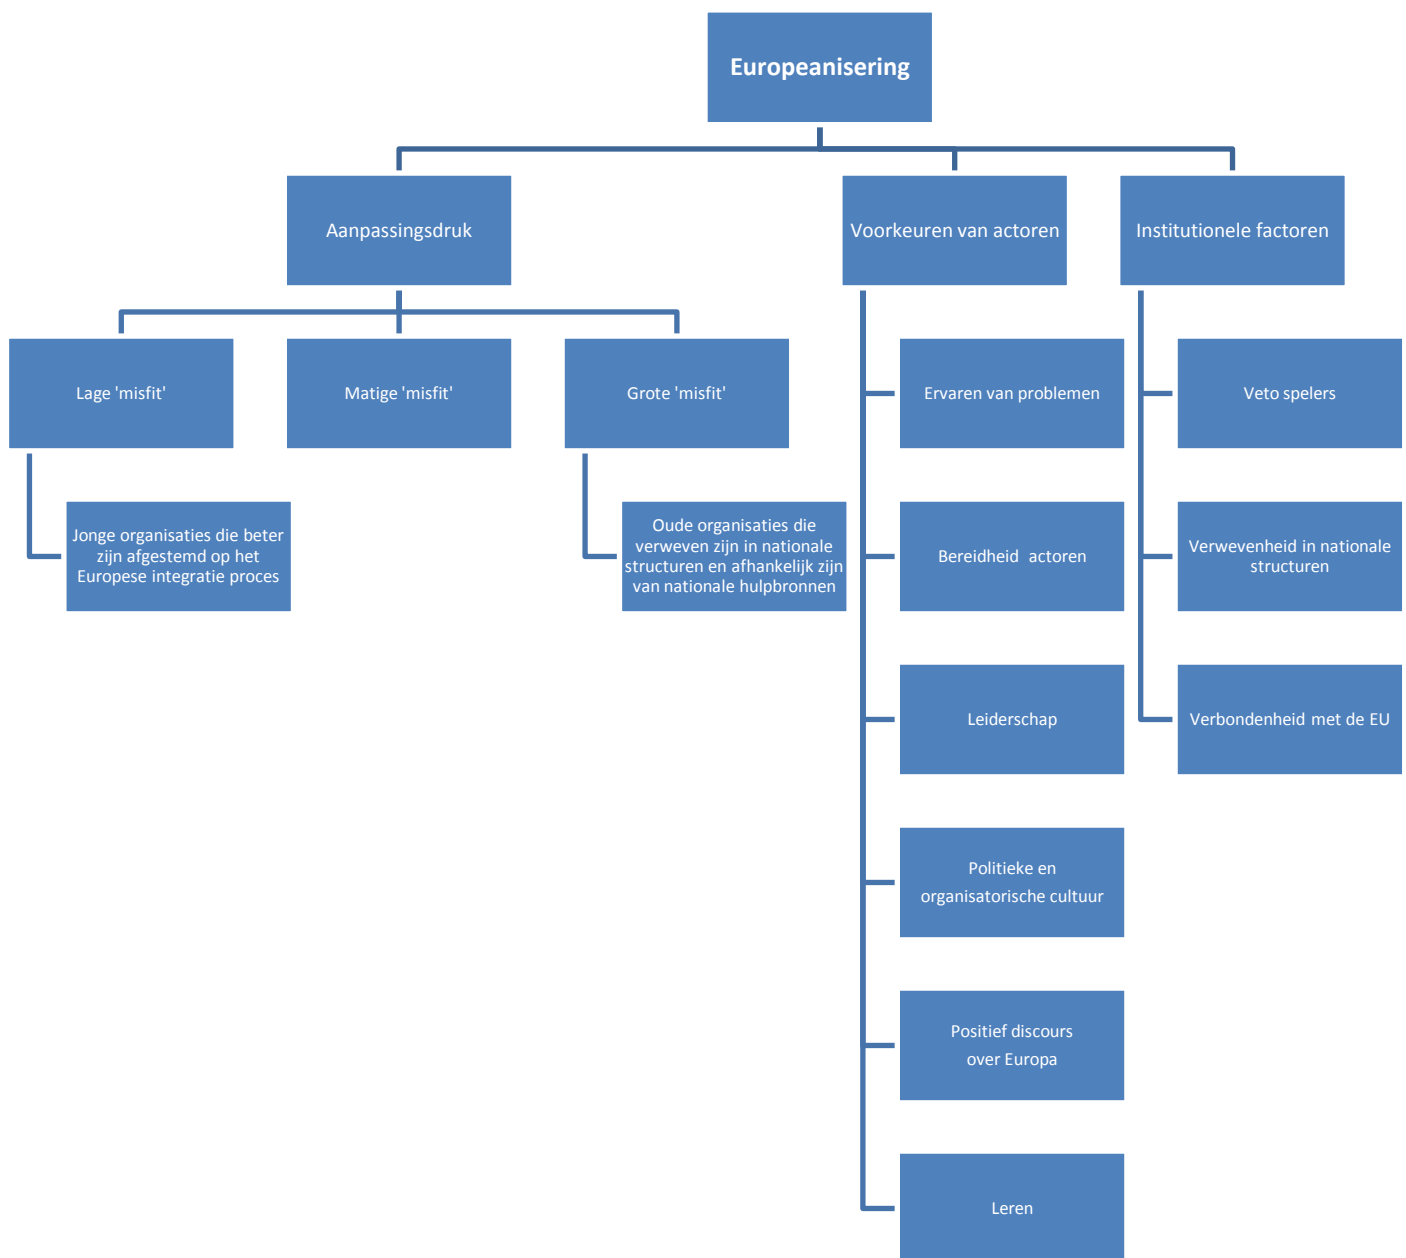 Europeanisering
Aanpassingsdruk
Voorkeuren van actoren
Institutionele factoren
Lage 'misfit'
Matige 'misfit'
Grote 'misfit'
Ervaren van problemen
Veto spelers
Jonge organisaties die beter
zijn afgestemd op het
Europese integratie proces
Oude organisaties die
verweven zijn in nationale
structuren en afhankelijk zijn
van nationale hulpbronnen
Bereidheid  actoren
Verwevenheid in nationale
structuren
Leiderschap
Verbondenheid met de EU
Politieke en
organisatorische cultuur
Positief discours
over Europa
Leren